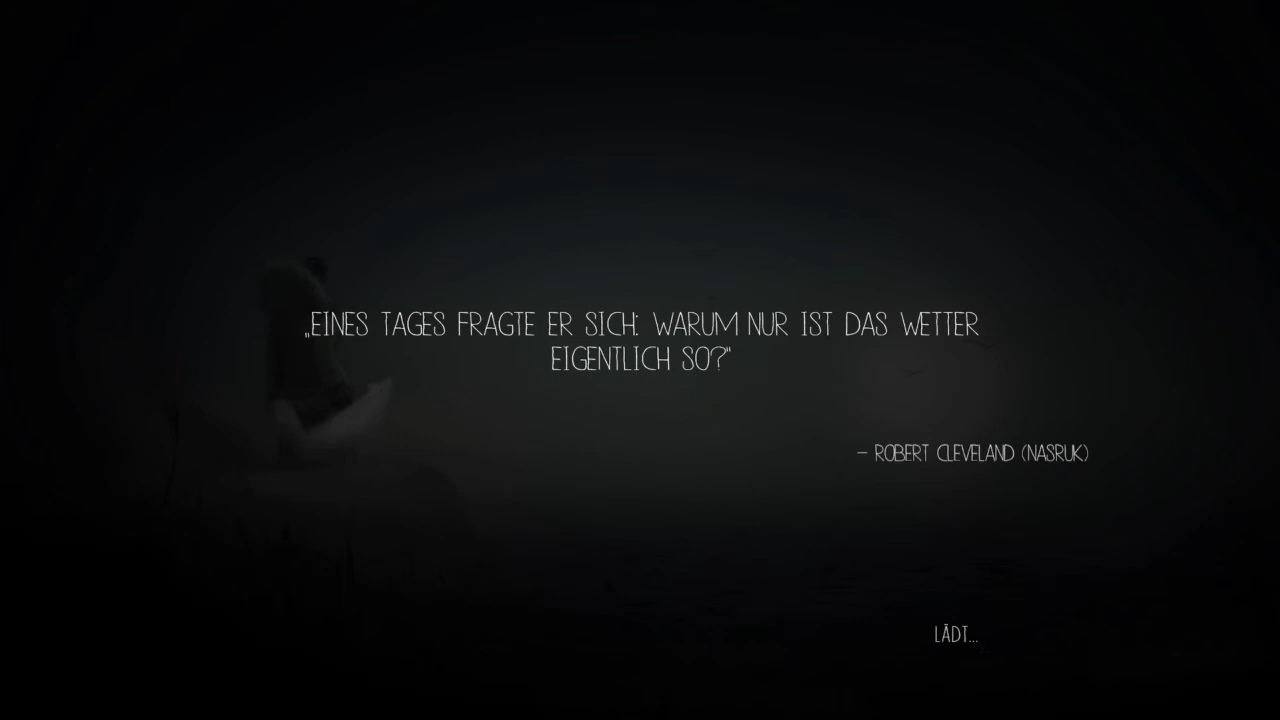 „EINES TAGES FRAGTE ER SICH: WARUM NUR IST DAS WETTER
EIGENTLICH SO?"
– ROBERT CLEVELAND (NASRUK)
LÄDT...